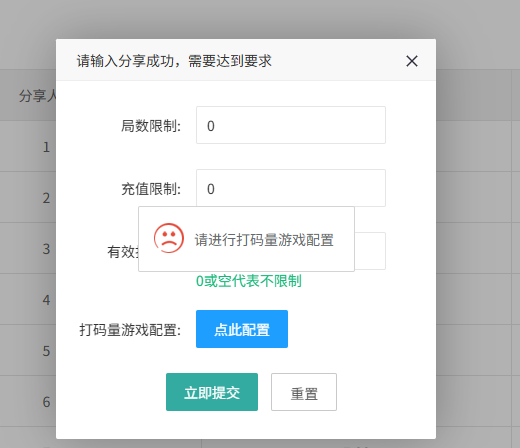 请输入分享成功，需要达到要求
分享人
局数限制:
0
1
充值限制:
0
2
请进行打码量游戏配置
有效
3
0或空代表不限制
4
打码量游戏配置:
点此配置
5
立即提交
重置
6